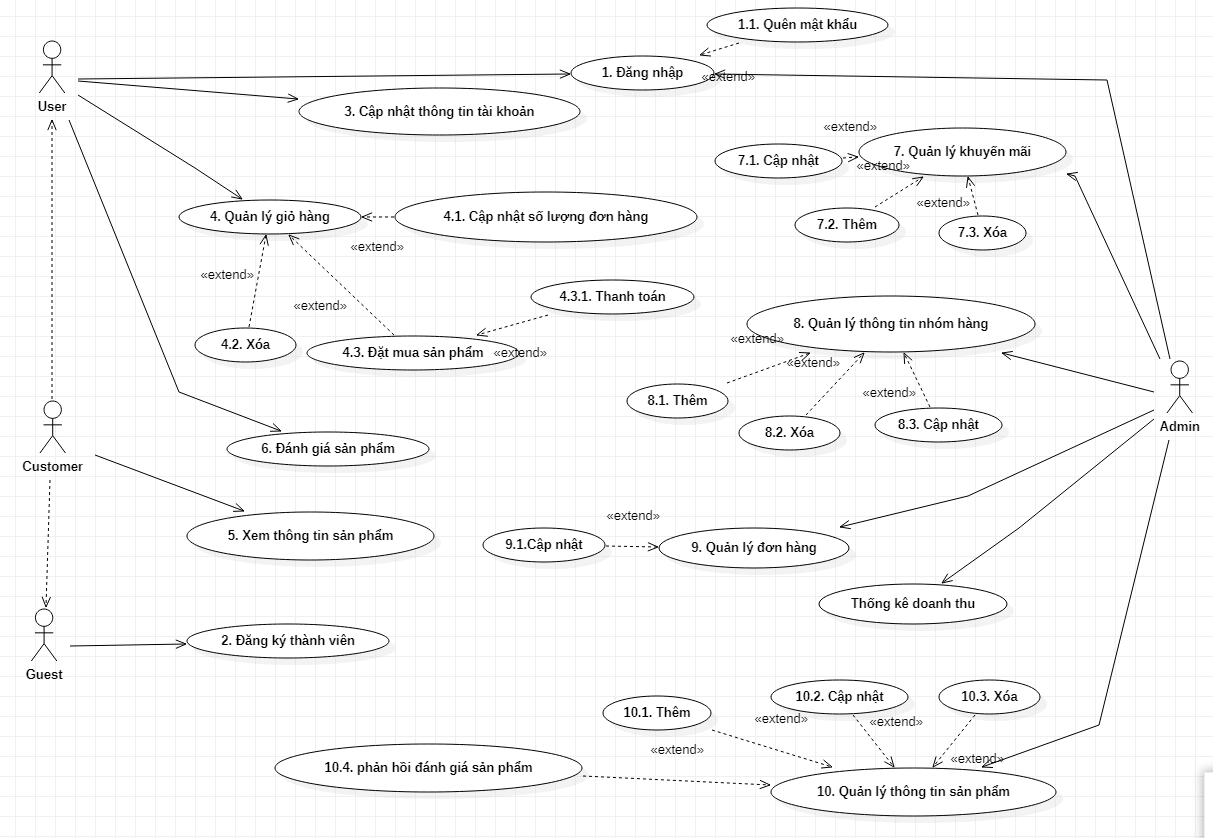 1.1. Quên mật khẩu
1. Đăng nhập
«extend»
User
3. Cập nhật thông tin tài khoản
«extend»
7. Quản lý khuyến mãi
7.1. Cập nhật
«extend»
4. Quản lý giỏ hàng
4.1. Cập nhật số lượng đơn hàng
«extend»
7.2. Thêm
7.3. Xóa
«extend»
«extend»
4.3.1. Thanh toán
«extend»
8. Quản lý thông tin nhóm hàng
«extend»
4.2. Xóa
4.3. Đặt mua sản phẩm
«extend»
«extend»
«extend»
8.1. Thêm
8.2. Xóa
8.3. Cập nhật
Admin
6. Đánh giá sản phẩm
Customer
«extend»
5. Xem thông tin sản phẩm
9.1.Cập nhật
9. Quản lý đơn hàng
Thống kê doanh thu
2. Đăng ký thành viên
Guest
10.1. Thêm
10.2. Cập nhật
10.3. Xóa
«extend»
«extend»
«extend»
«extend»
10.4. phản hồi đánh giá sản phẩm
10. Quản lý thông tin sản phẩm